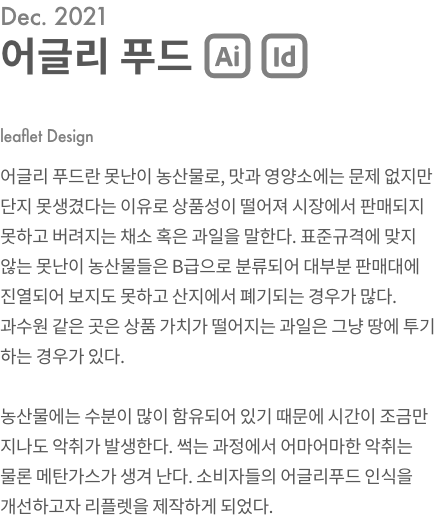 Dec. 2021
어글리 푸드 Ai Id
leaflet Design
어글리 푸드란 못난이 농산물로, 맛과 영양소에는 문제 없지만
단지 못생겼다는 이유로 상품성이 떨어져 시장에서 판매되지
못하고 버려지는 채소 혹은 과일을 말한다. 표준규격에 맞지
않는 못난이 농산물들은 B급으로 분류되어 대부분 판매대에
진열되어 보지도 못하고 산지에서 폐기되는 경우가 많다.
과수원 같은 곳은 상품 가치가 떨어지는 과일은 그냥 땅에 투기
하는 경우가 있다.
농산물에는 수분이 많이 함유되어 있기 때문에 시간이 조금만
지나도 악취가 발생한다. 썩는 과정에서 어마어마한 악취는
물론 메탄가스가 생겨 난다. 소비자들의 어글리푸드 인식을
개선하고자 리플렛을 제작하게 되었다.